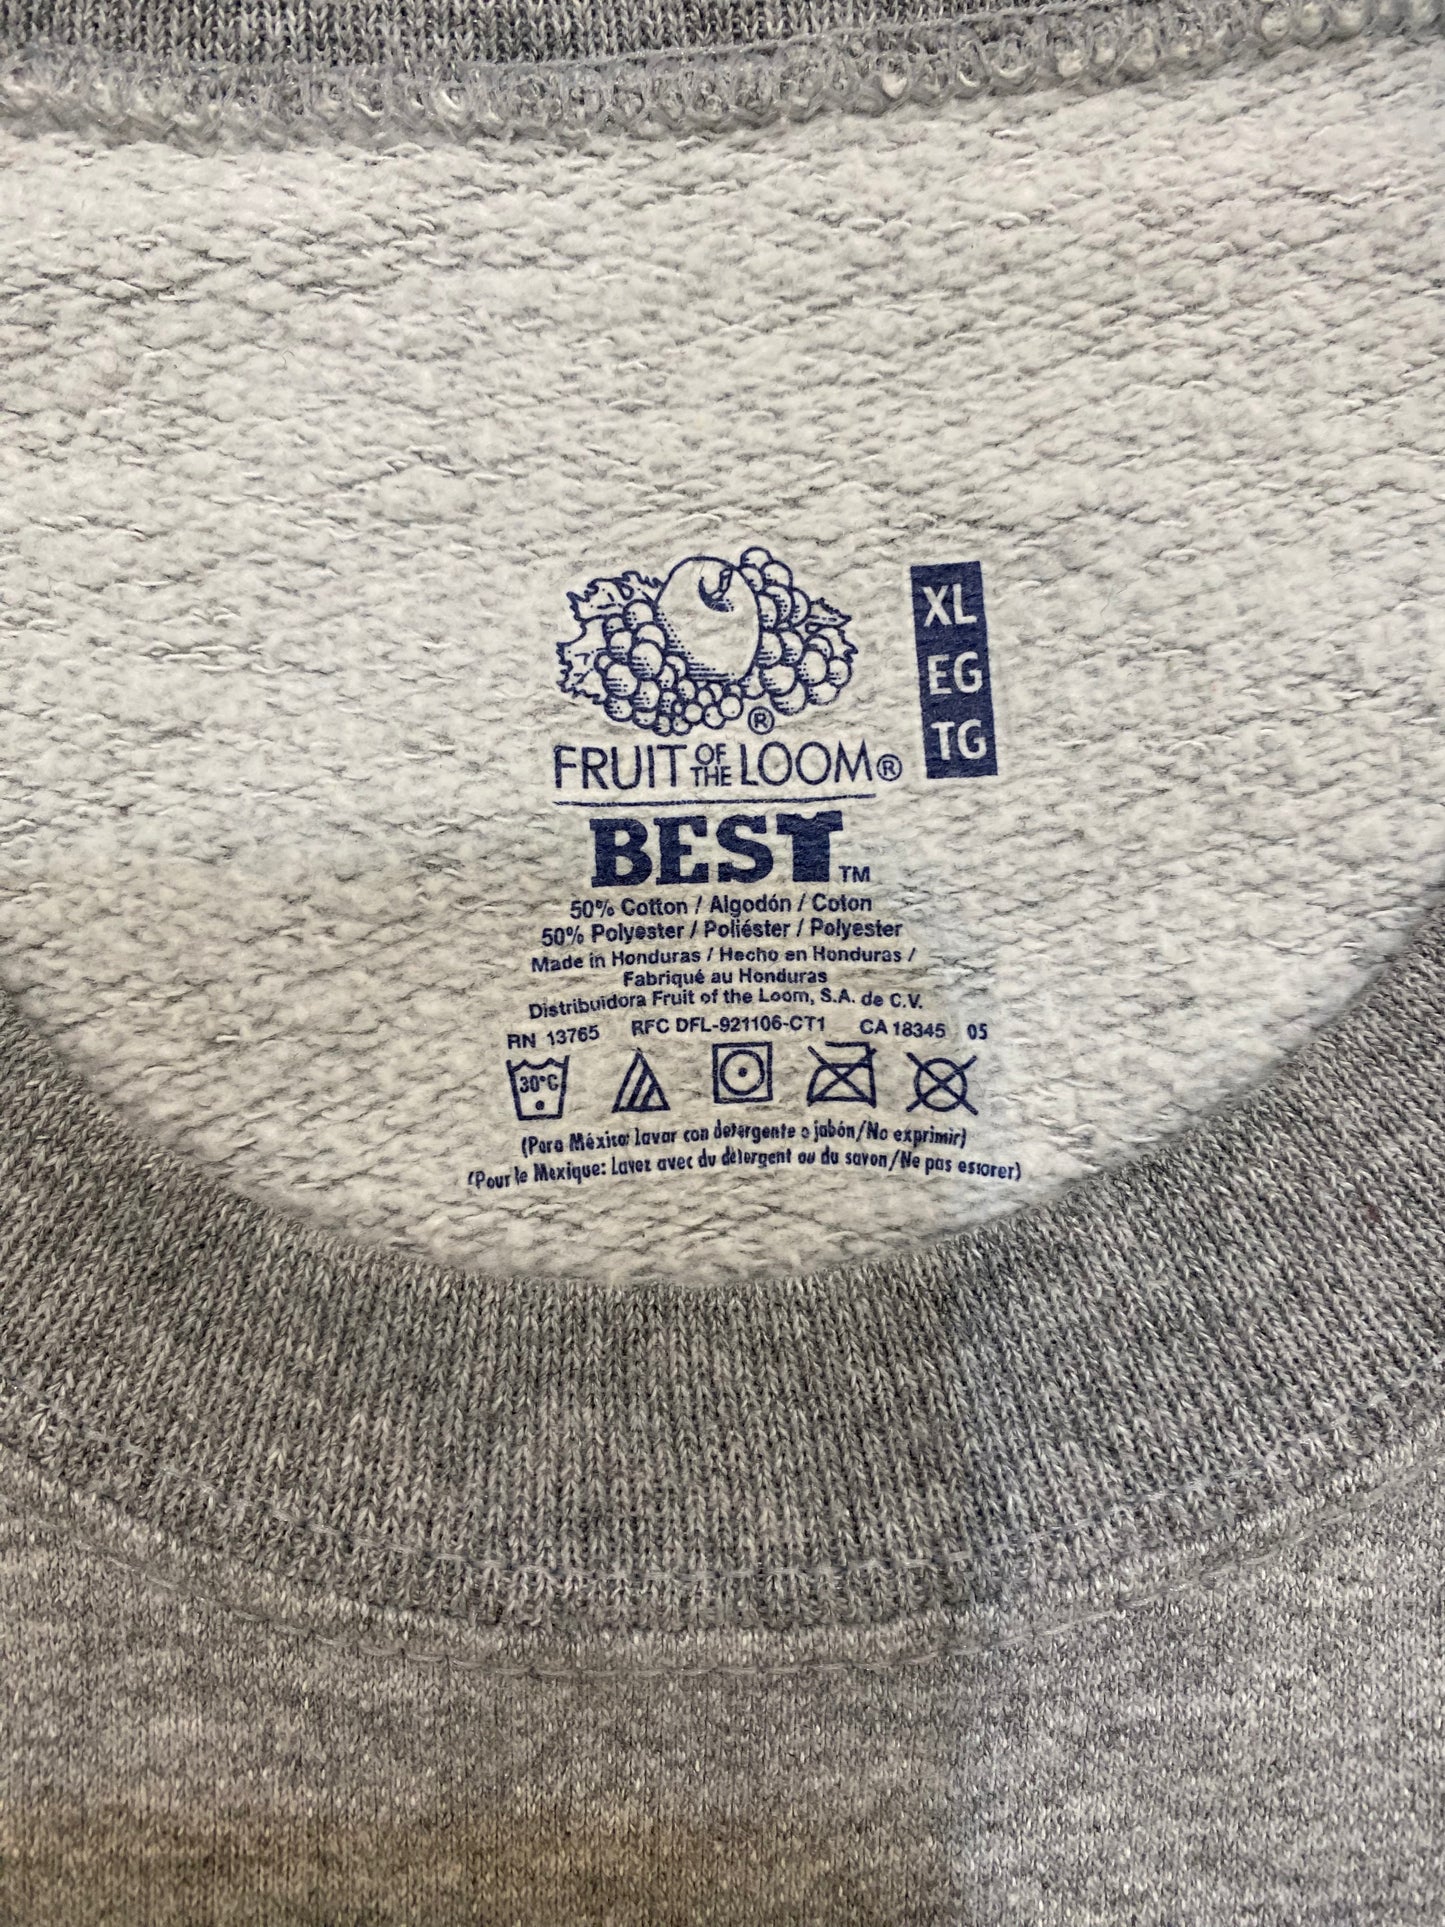 XL
EG
TG
®
FRUIT OF THE LOOM®
BEST™
50% Cotton / Algodón / Coton
50% Polyester / Poliéster / Polyester
Made in Honduras / Hecho en Honduras /
Fabriqué au Honduras
Distribuidora Fruit of the Loom, S.A. de C.V.
RN 13765 RFC DFL-921106-CT1 CA 18345 05
30°C
(Para México: lavar con detergente o jabón/No exprimir)
(Pour le Mexique: Lavez avec du détergent ou du savon/Ne pas essorer)